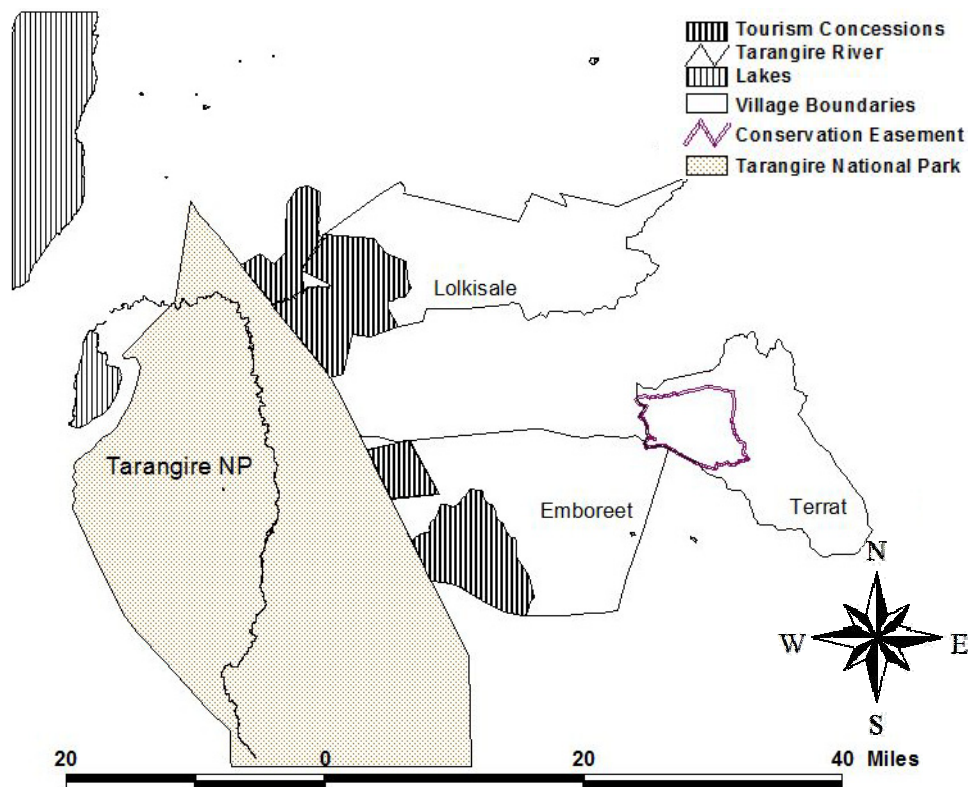 Tourism Concessions
Tarangire River
Lakes
Village Boundaries
Conservation Easement
Tarangire National Park
Lolkisale
Tarangire NP
Emboreet
Terrat
N
W E
S
20 0 20 40 Miles